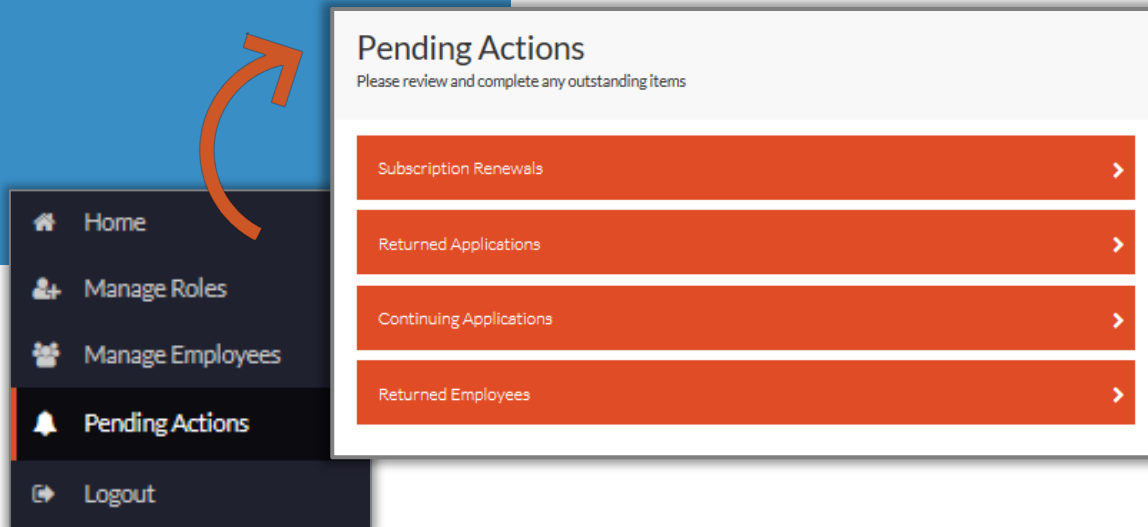 Pending Actions
Please review and complete any outstanding items
Subscription Renewals
Returned Applications
Continuing Applications
Returned Employees
Home
Manage Roles
Manage Employees
Pending Actions
Logout